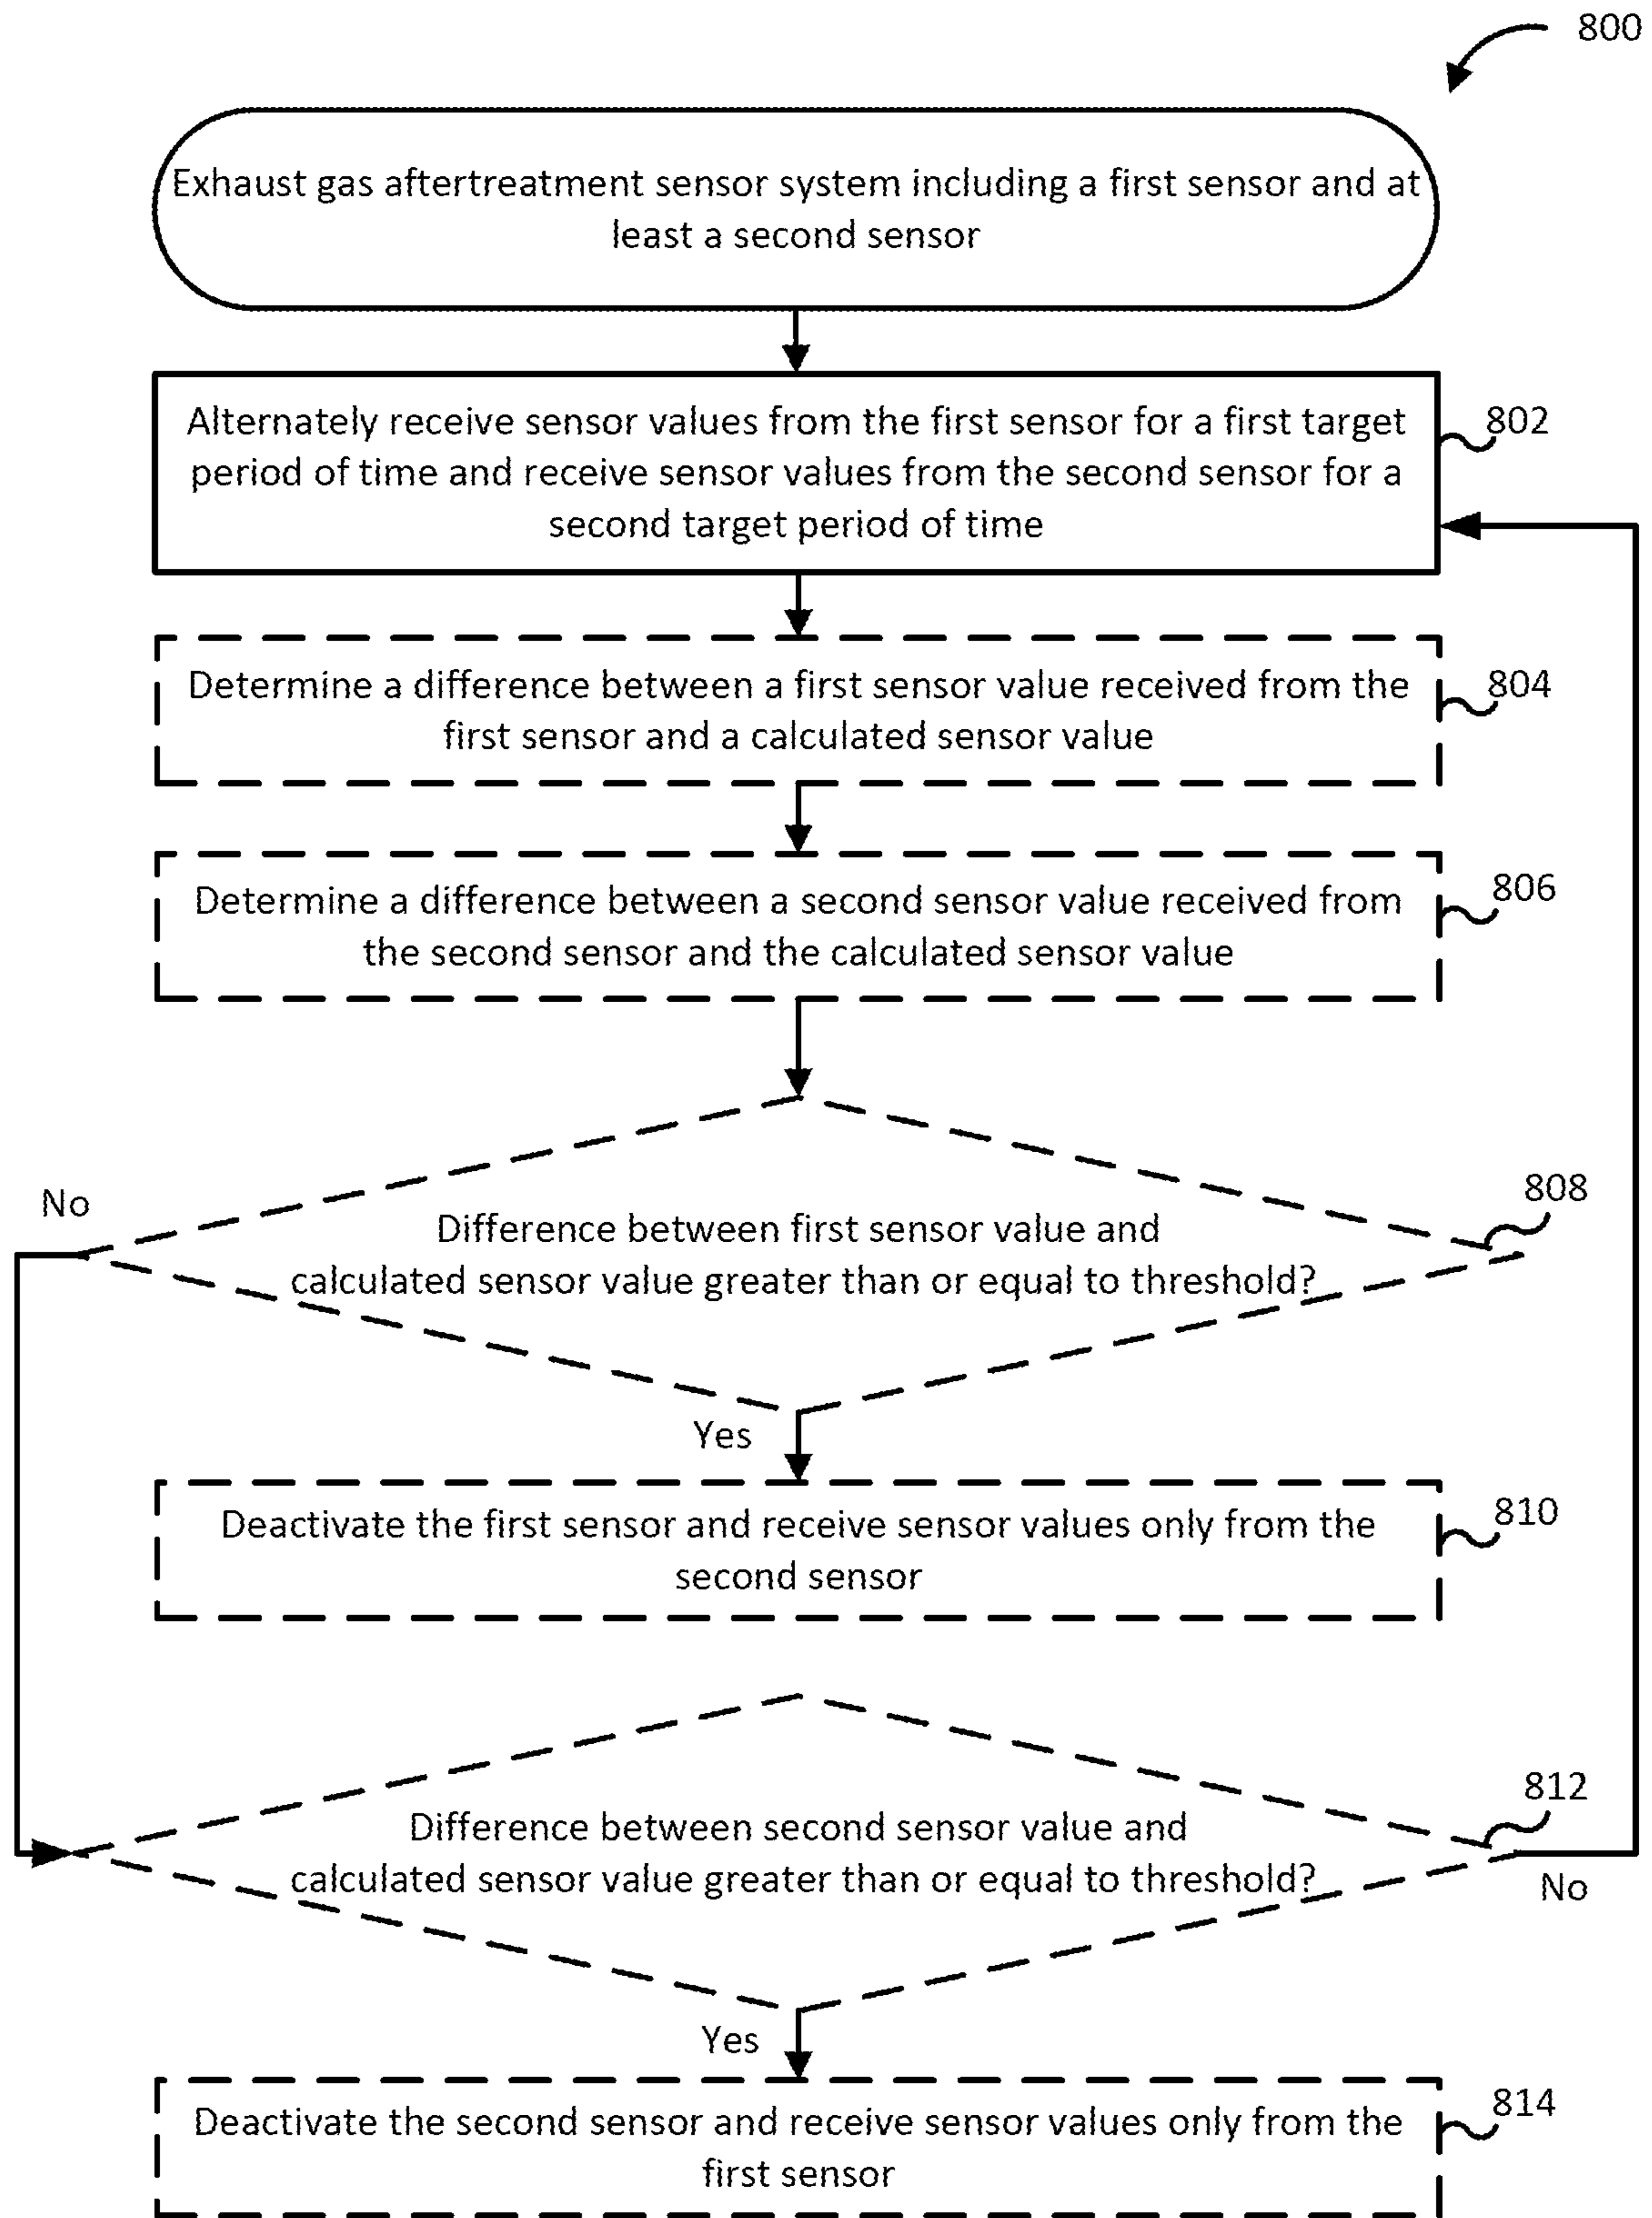 800
Exhaust gas aftertreatment sensor system including a first sensor and at
least a second sensor
Alternately receive sensor values from the first sensor for a first target
period of time and receive sensor values from the second sensor for a
second target period of time
802
Determine a difference between a first sensor value received from the
first sensor and a calculated sensor value
804
Determine a difference between a second sensor value received from
the second sensor and the calculated sensor value
806
No
Difference between first sensor value and
calculated sensor value greater than or equal to threshold?
808
Yes
Deactivate the first sensor and receive sensor values only from the
second sensor
810
Difference between second sensor value and
calculated sensor value greater than or equal to threshold?
812
No
Yes
Deactivate the second sensor and receive sensor values only from the
first sensor
814